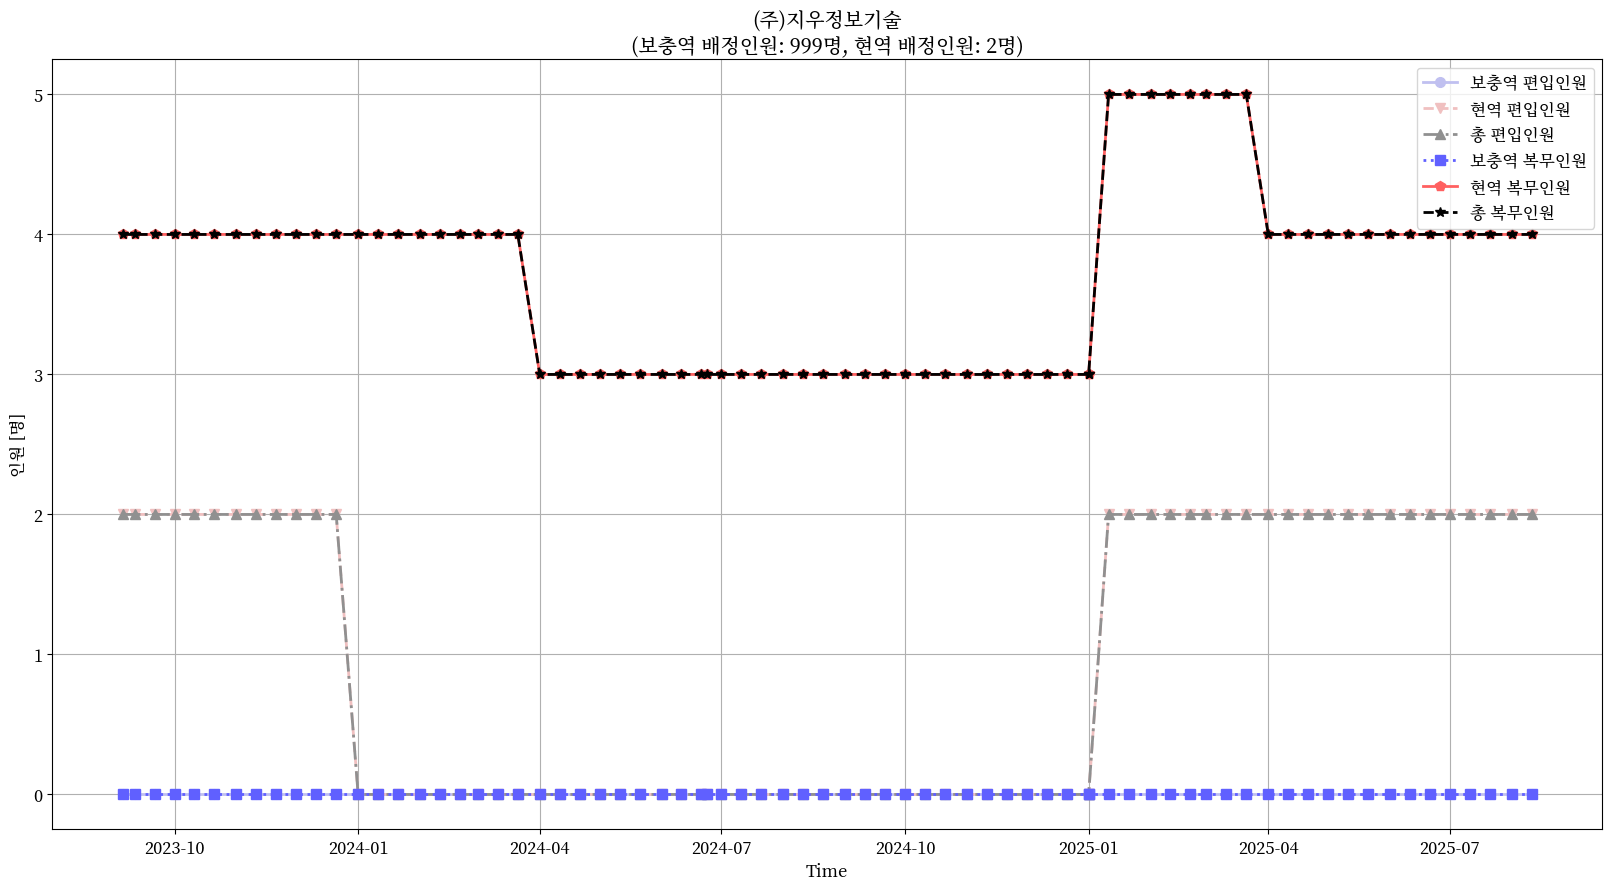 (주)지우정보기술
(보충역 배정인원: 999명, 현역 배정인원: 2명)
보충역 편입인원
현역 편입인원
총 편입인원
보충역 복무인원
현역 복무인원
총 복무인원
인원 [명]
5
4
3
2
1
0
2023-10 2024-01 2024-04 2024-07 2024-10 2025-01 2025-04 2025-07
Time